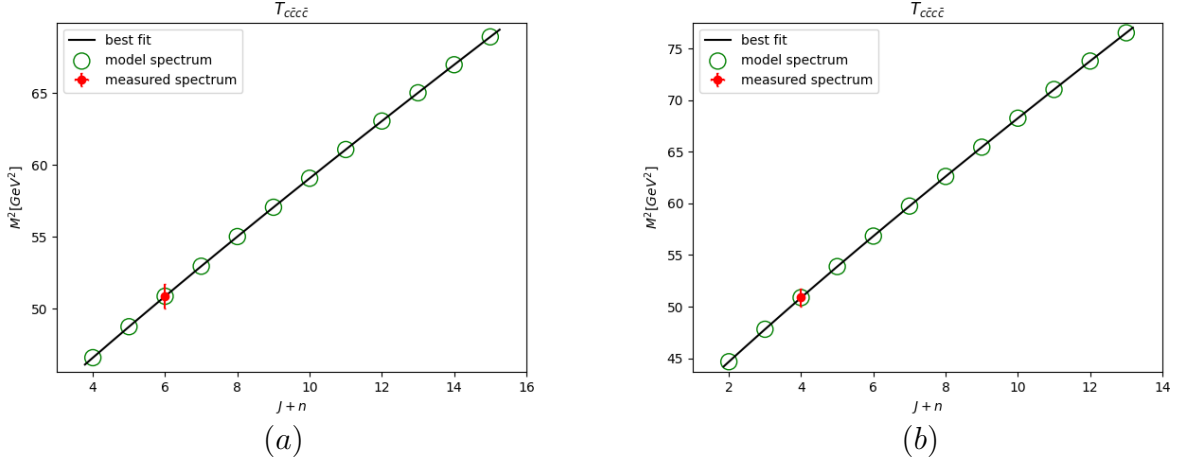 T_{c\bar{c}c\bar{c}}
best fit
model spectrum
measured spectrum
M^2[GeV^2]
65
60
55
50
4 6 8 10 12 14 16
J + n
(a)
T_{c\bar{c}c\bar{c}}
best fit
model spectrum
measured spectrum
M^2[GeV^2]
75
70
65
60
55
50
45
2 4 6 8 10 12 14
J + n
(b)